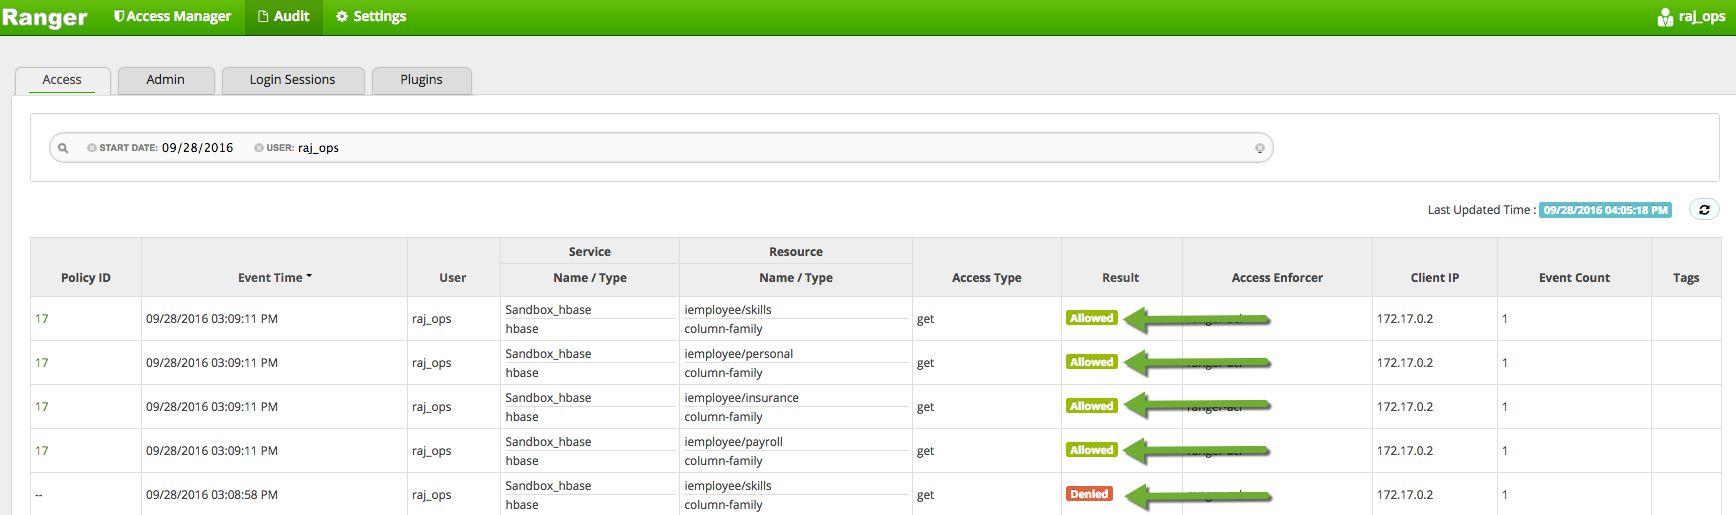 Ranger Access Manager Audit Settings raj_ops
Access Admin Login Sessions Plugins
START DATE: 09/28/2016 USER: raj_ops
Last Updated Time : 09/28/2016 04:05:18 PM
Service Resource
Policy ID Event Time User Name / Type Name / Type Access Type Result Access Enforcer Client IP Event Count Tags
Sandbox_hbase iemployee/skills
17 09/28/2016 03:09:11 PM raj_ops get Allowed 172.17.0.2 1
hbase column-family
Sandbox_hbase iemployee/personal
17 09/28/2016 03:09:11 PM raj_ops get Allowed 172.17.0.2 1
hbase column-family
Sandbox_hbase iemployee/insurance
17 09/28/2016 03:09:11 PM raj_ops get Allowed 172.17.0.2 1
hbase column-family
Sandbox_hbase iemployee/payroll
17 09/28/2016 03:09:11 PM raj_ops get Allowed 172.17.0.2 1
hbase column-family
Sandbox_hbase iemployee/skills
-- 09/28/2016 03:08:58 PM raj_ops get Denied 172.17.0.2 1
hbase column-family